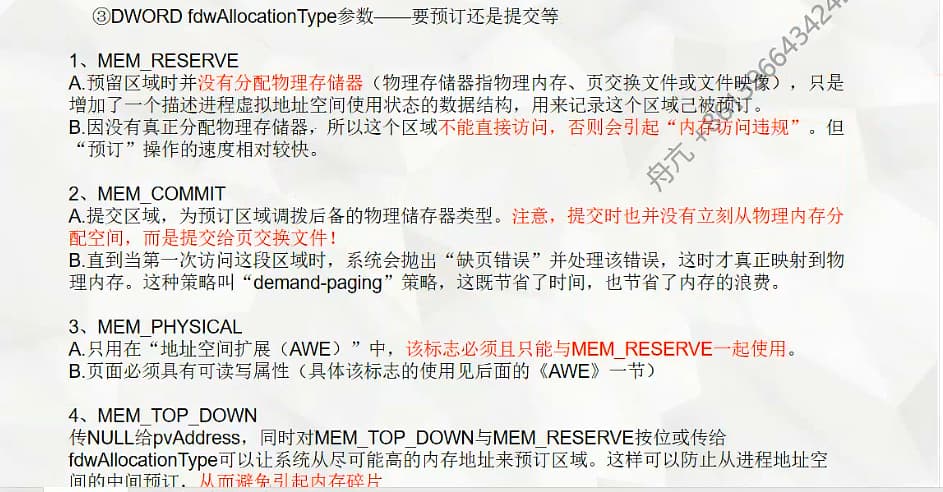 ③DWORD fdwAllocationType参数——要预订还是提交等
1、MEM_RESERVE
A.预留区域时并没有分配物理存储器（物理存储器指物理内存、页交换文件或文件映像），只是
增加了一个描述进程虚拟地址空间使用状态的数据结构，用来记录这个区域己被预订。
B.因没有真正分配物理存储器，所以这个区域不能直接访问，否则会引起“内存访问违规”。但
“预订”操作的速度相对较快。
2、MEM_COMMIT
A.提交区域，为预订区域调拨后备的物理储存器类型。注意，提交时也并没有立刻从物理内存分
配空间，而是提交给页交换文件！
B.直到当第一次访问这段区域时，系统会抛出“缺页错误”并处理该错误，这时才真正映射到物
理内存。这种策略叫“demand-paging”策略，这既节省了时间，也节省了内存的浪费。
3、MEM_PHYSICAL
A.只用在“地址空间扩展（AWE）”中，该标志必须且只能与MEM_RESERVE一起使用。
B.页面必须具有可读写属性（具体该标志的使用见后面的《AWE》一节）
4、MEM_TOP_DOWN
传NULL给pvAddress，同时对MEM_TOP_DOWN与MEM_RESERVE按位或传给
fdwAllocationType可以让系统从尽可能高的内存地址来预订区域。这样可以防止从进程地址空
间的中间预订，从而避免引起内存碎片
舟亢